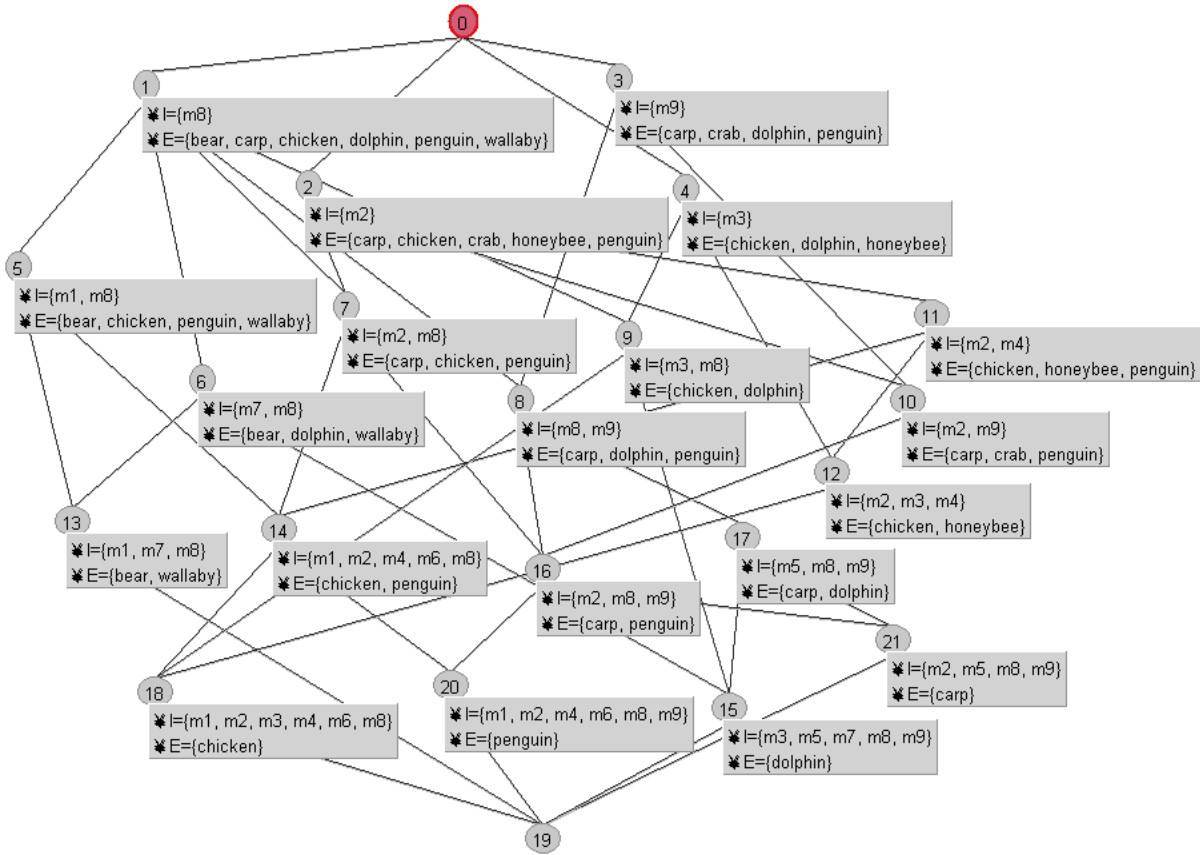 0
1
I={m8}
E={bear, carp, chicken, dolphin, penguin, wallaby}
3
I={m9}
E={carp, crab, dolphin, penguin}
2
I={m2}
E={carp, chicken, crab, honeybee, penguin}
4
I={m3}
E={chicken, dolphin, honeybee}
5
I={m1, m8}
E={bear, chicken, penguin, wallaby}
7
I={m2, m8}
E={carp, chicken, penguin}
9
I={m3, m8}
E={chicken, dolphin}
11
I={m2, m4}
E={chicken, honeybee, penguin}
6
I={m7, m8}
E={bear, dolphin, wallaby}
8
I={m8, m9}
E={carp, dolphin, penguin}
10
I={m2, m9}
E={carp, crab, penguin}
12
I={m2, m3, m4}
E={chicken, honeybee}
13
I={m1, m7, m8}
E={bear, wallaby}
14
I={m1, m2, m4, m6, m8}
E={chicken, penguin}
16
I={m2, m8, m9}
E={carp, penguin}
17
I={m5, m8, m9}
E={carp, dolphin}
21
I={m2, m5, m8, m9}
E={carp}
18
I={m1, m2, m3, m4, m6, m8}
E={chicken}
20
I={m1, m2, m4, m6, m8, m9}
E={penguin}
15
I={m3, m5, m7, m8, m9}
E={dolphin}
19